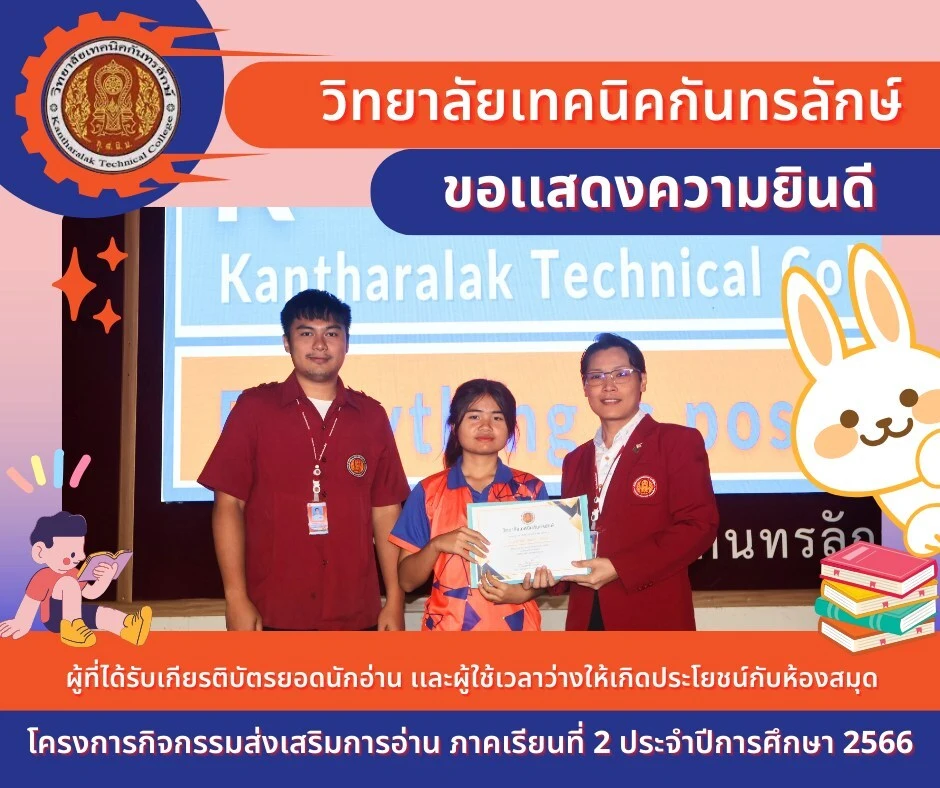 วิทยาลัยเทคนิคกันทรลักษ์
Kantharalak Technical College
วิทยาลัยเทคนิคกันทรลักษ์
ขอแสดงความยินดี
Kantharalak Technical Col
ผู้ที่ได้รับเกียรติบัตรยอดนักอ่าน และผู้ใช้เวลาว่างให้เกิดประโยชน์กับห้องสมุด
โครงการกิจกรรมส่งเสริมการอ่าน ภาคเรียนที่ 2 ประจำปีการศึกษา 2566